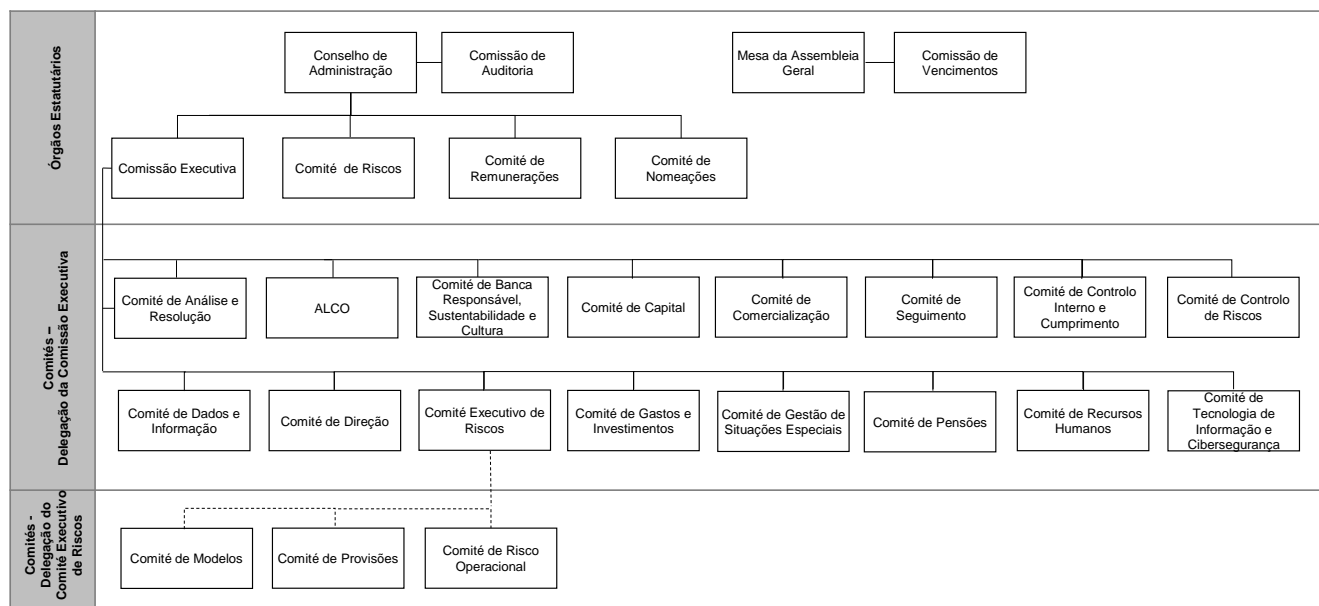 Órgãos Estatutários
Conselho de
Administração
Comissão de
Auditoria
Mesa da Assembleia
Geral
Comissão de
Vencimentos
Comissão Executiva
Comité de Riscos
Comité de
Remunerações
Comité de
Nomeações
Comités –
Delegação da Comissão Executiva
Comité de Análise e
Resolução
ALCO
Comité de Banca
Responsável,
Sustentabilidade e
Cultura
Comité de Capital
Comité de
Comercialização
Comité de
Seguimento
Comité de Controlo
Interno e
Cumprimento
Comité de Controlo
de Riscos
Comité de Dados e
Informação
Comité de Direção
Comité Executivo de
Riscos
Comité de Gastos e
Investimentos
Comité de Gestão de
Situações Especiais
Comité de Pensões
Comité de Recursos
Humanos
Comité de
Tecnologia de
Informação e
Cibersegurança
Comités -
Delegação do
Comité Executivo
de Riscos
Comité de Modelos
Comité de Provisões
Comité de Risco
Operacional